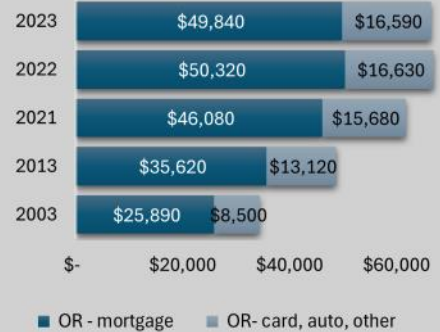 2023 $49,840 $16,590
2022 $50,320 $16,630
2021 $46,080 $15,680
2013 $35,620 $13,120
2003 $25,890 $8,500
$- $20,000 $40,000 $60,000
OR - mortgage OR- card, auto, other